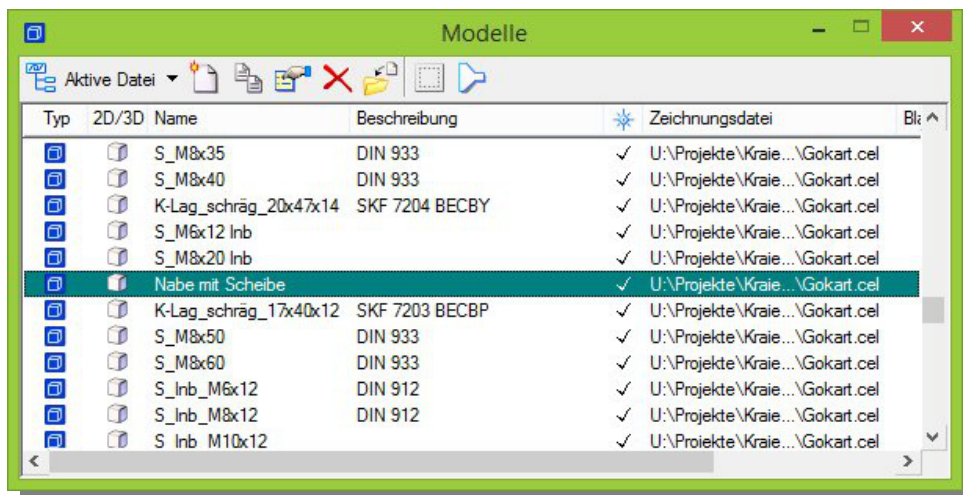 Modelle
Aktive Datei
Typ 2D/3D Name Beschreibung Zeichnungsdatei
S_M8x35 DIN 933 ✓ U:\Projekte\Kraie...\Gokart.cel
S_M8x40 DIN 933 ✓ U:\Projekte\Kraie...\Gokart.cel
K-Lag_schräg_20x47x14 SKF 7204 BECBY ✓ U:\Projekte\Kraie...\Gokart.cel
S_M6x12 Inb ✓ U:\Projekte\Kraie...\Gokart.cel
S_M8x20 Inb ✓ U:\Projekte\Kraie...\Gokart.cel
Nabe mit Scheibe ✓ U:\Projekte\Kraie...\Gokart.cel
K-Lag_schräg_17x40x12 SKF 7203 BECBP ✓ U:\Projekte\Kraie...\Gokart.cel
S_M8x50 DIN 933 ✓ U:\Projekte\Kraie...\Gokart.cel
S_M8x60 DIN 933 ✓ U:\Projekte\Kraie...\Gokart.cel
S_Inb_M6x12 DIN 912 ✓ U:\Projekte\Kraie...\Gokart.cel
S_Inb_M8x12 DIN 912 ✓ U:\Projekte\Kraie...\Gokart.cel
S_Inb_M10x12 ✓ U:\Projekte\Kraie...\Gokart.cel